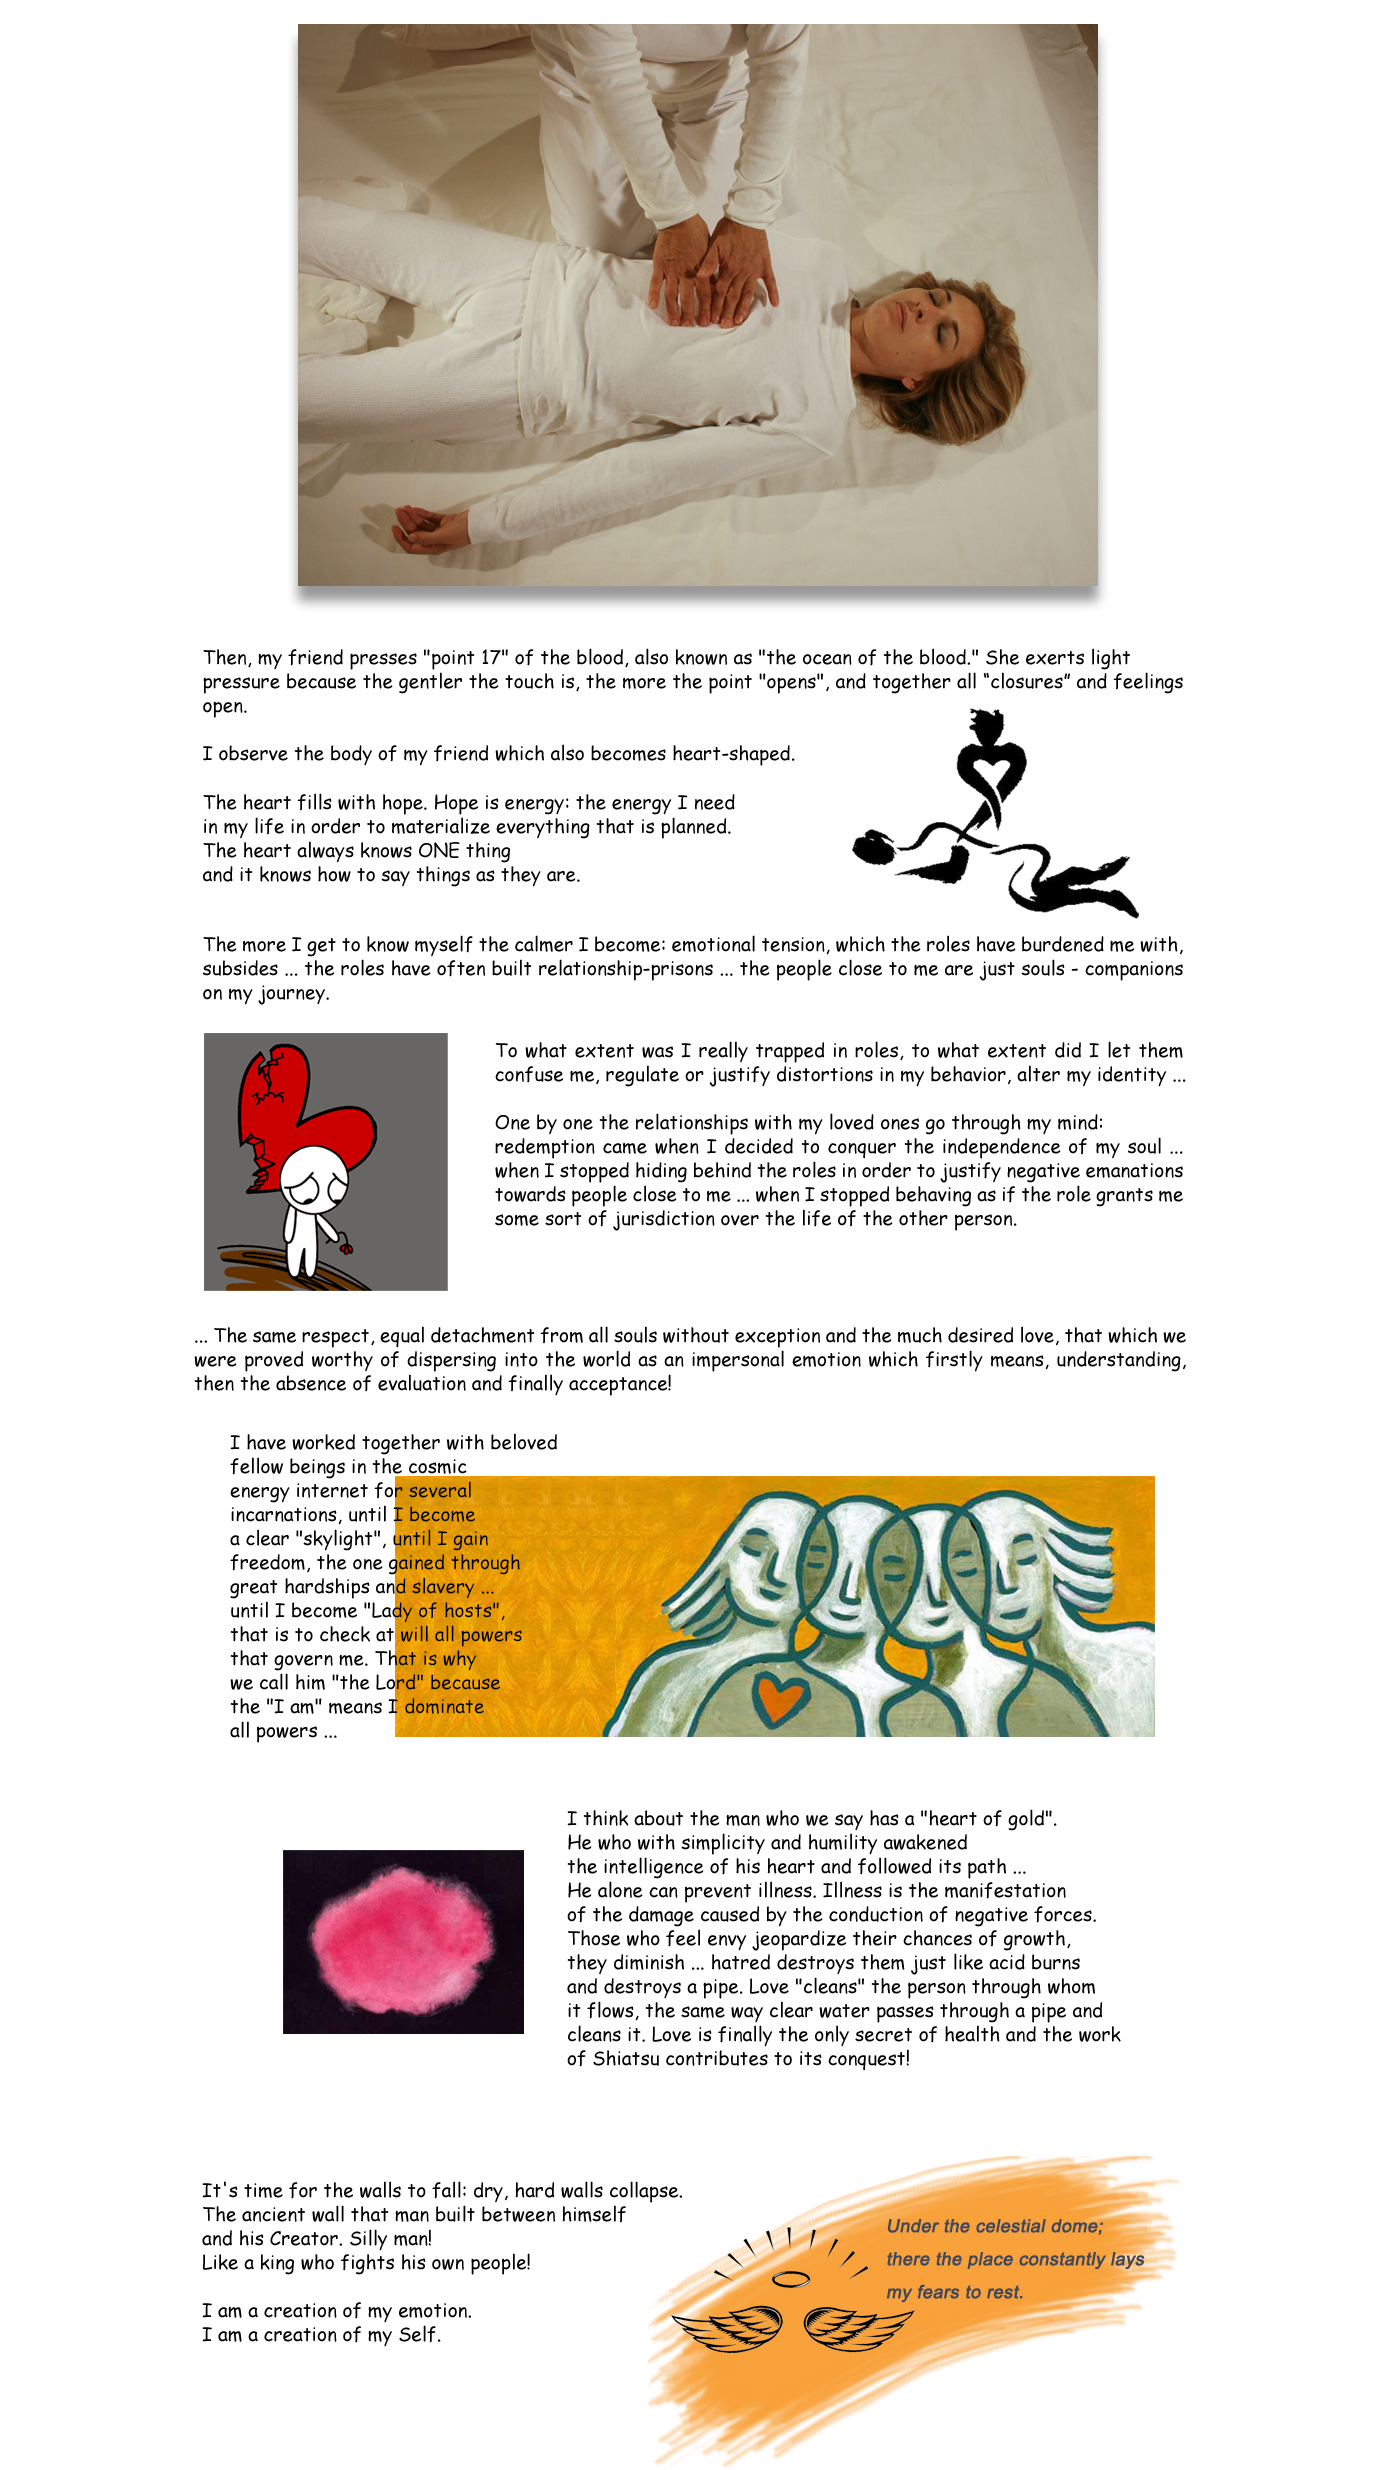 Then, my friend presses "point 17" of the blood, also known as "the ocean of the blood." She exerts light
pressure because the gentler the touch is, the more the point "opens", and together all “closures” and feelings
open.
I observe the body of my friend which also becomes heart-shaped.
The heart fills with hope. Hope is energy: the energy I need
in my life in order to materialize everything that is planned.
The heart always knows ONE thing
and it knows how to say things as they are.
The more I get to know myself the calmer I become: emotional tension, which the roles have burdened me with,
subsides ... the roles have often built relationship-prisons ... the people close to me are just souls - companions
on my journey.
To what extent was I really trapped in roles, to what extent did I let them
confuse me, regulate or justify distortions in my behavior, alter my identity ...
One by one the relationships with my loved ones go through my mind:
redemption came when I decided to conquer the independence of my soul ...
when I stopped hiding behind the roles in order to justify negative emanations
towards people close to me ... when I stopped behaving as if the role grants me
some sort of jurisdiction over the life of the other person.
... The same respect, equal detachment from all souls without exception and the much desired love, that which we
were proved worthy of dispersing into the world as an impersonal emotion which firstly means, understanding,
then the absence of evaluation and finally acceptance!
I have worked together with beloved
fellow beings in the cosmic
energy internet for several
incarnations, until I become
a clear "skylight", until I gain
freedom, the one gained through
great hardships and slavery ...
until I become "Lady of hosts",
that is to check at will all powers
that govern me. That is why
we call him "the Lord" because
the "I am" means I dominate
all powers ...
I think about the man who we say has a "heart of gold".
He who with simplicity and humility awakened
the intelligence of his heart and followed its path ...
He alone can prevent illness. Illness is the manifestation
of the damage caused by the conduction of negative forces.
Those who feel envy jeopardize their chances of growth,
they diminish ... hatred destroys them just like acid burns
and destroys a pipe. Love "cleans" the person through whom
it flows, the same way clear water passes through a pipe and
cleans it. Love is finally the only secret of health and the work
of Shiatsu contributes to its conquest!
It's time for the walls to fall: dry, hard walls collapse.
The ancient wall that man built between himself
and his Creator. Silly man!
Like a king who fights his own people!
I am a creation of my emotion.
I am a creation of my Self.
Under the celestial dome;
there the place constantly lays
my fears to rest.